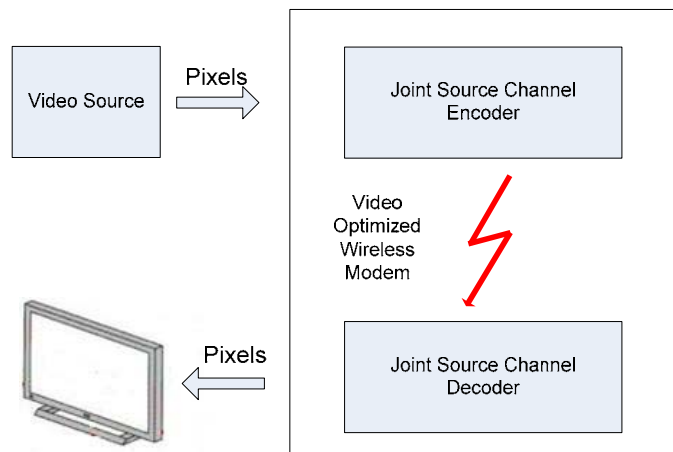 Video Source
Pixels
Joint Source Channel
Encoder
Video
Optimized
Wireless
Modem
Pixels
Joint Source Channel
Decoder